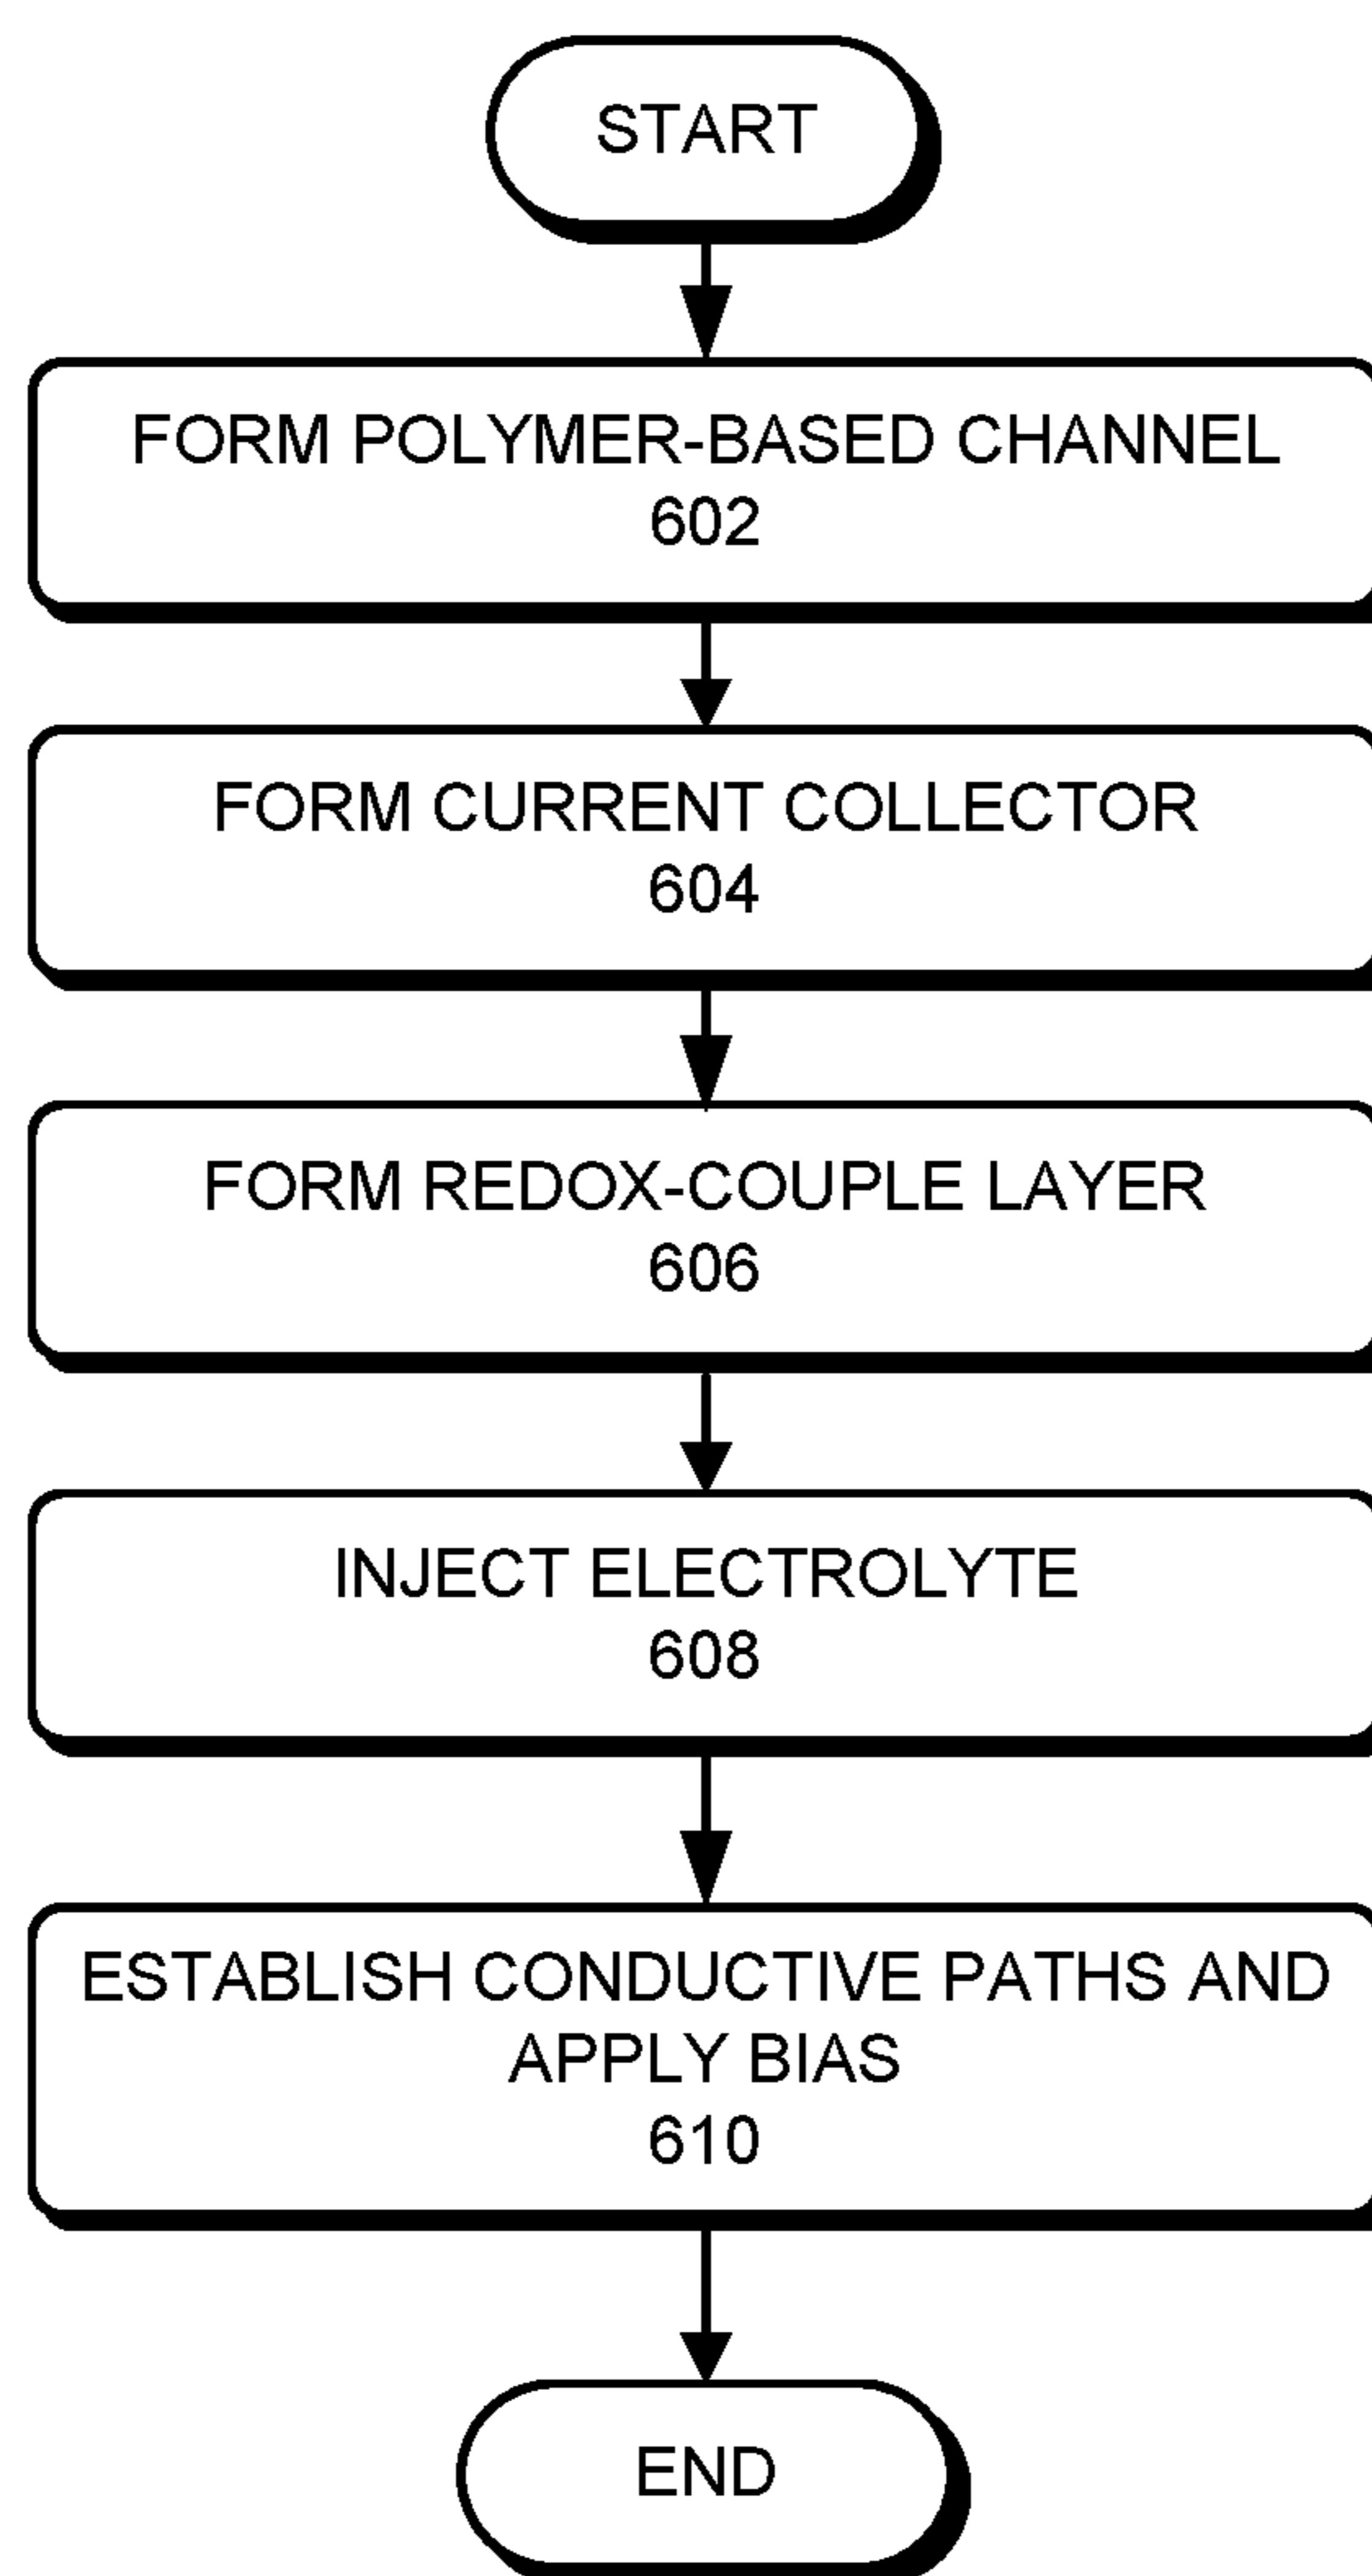 START
FORM POLYMER-BASED CHANNEL
602
FORM CURRENT COLLECTOR
604
FORM REDOX-COUPLE LAYER
606
INJECT ELECTROLYTE
608
ESTABLISH CONDUCTIVE PATHS AND
APPLY BIAS
610
END